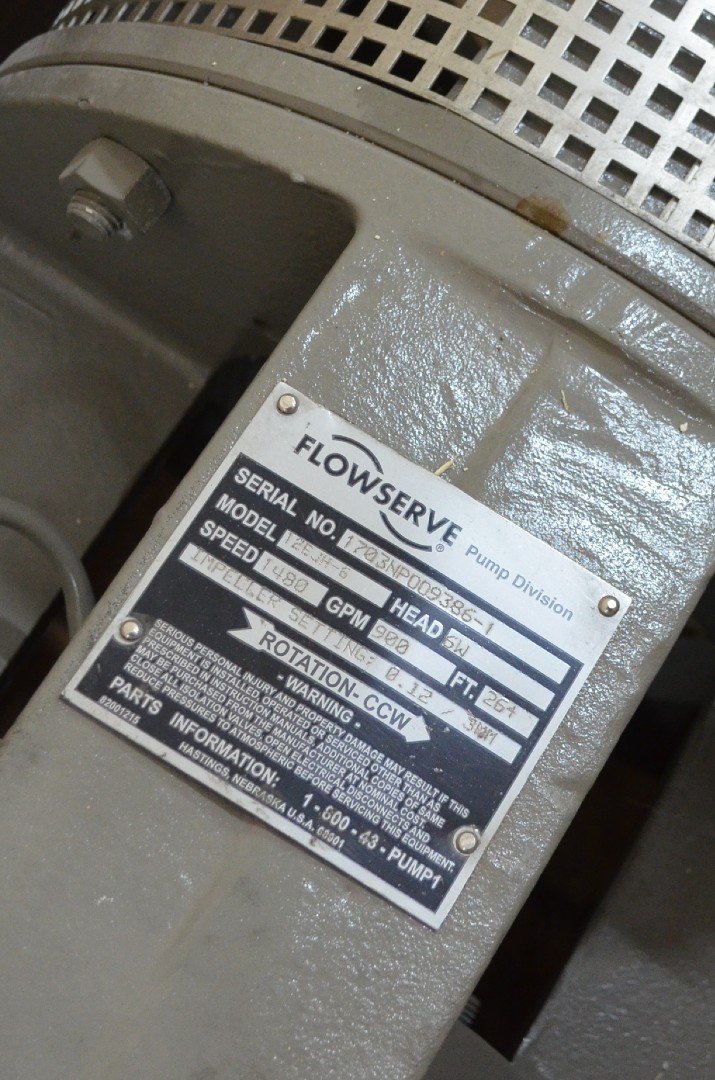 FLOWSERVE® Pump Division
SERIAL NO. 1703NP009386-1
MODEL 12EJH-6 HEAD 6W
SPEED 1480 GPM 900 FT. 264
IMPELLER SETTING: 0.12 /
ROTATION- CCW
- WARNING -
SERIOUS PERSONAL INJURY AND PROPERTY DAMAGE MAY RESULT IF THIS
EQUIPMENT IS INSTALLED, OPERATED OR SERVICED OTHER THAN AS
PRESCRIBED IN INSTRUCTION MANUALS. ADDITIONAL COPIES OF SAME
MAY BE PURCHASED FROM THE MANUFACTURER AT NOMINAL COST.
CLOSE ALL ISOLATION VALVES, OPEN ELECTRICAL DISCONNECTS AND
REDUCE PRESSURES TO ATMOSPHERIC BEFORE SERVICING THIS EQUIPMENT.
PARTS INFORMATION: 1-800-43-PUMP1
62001215 HASTINGS, NEBRASKA U.S.A. 68901